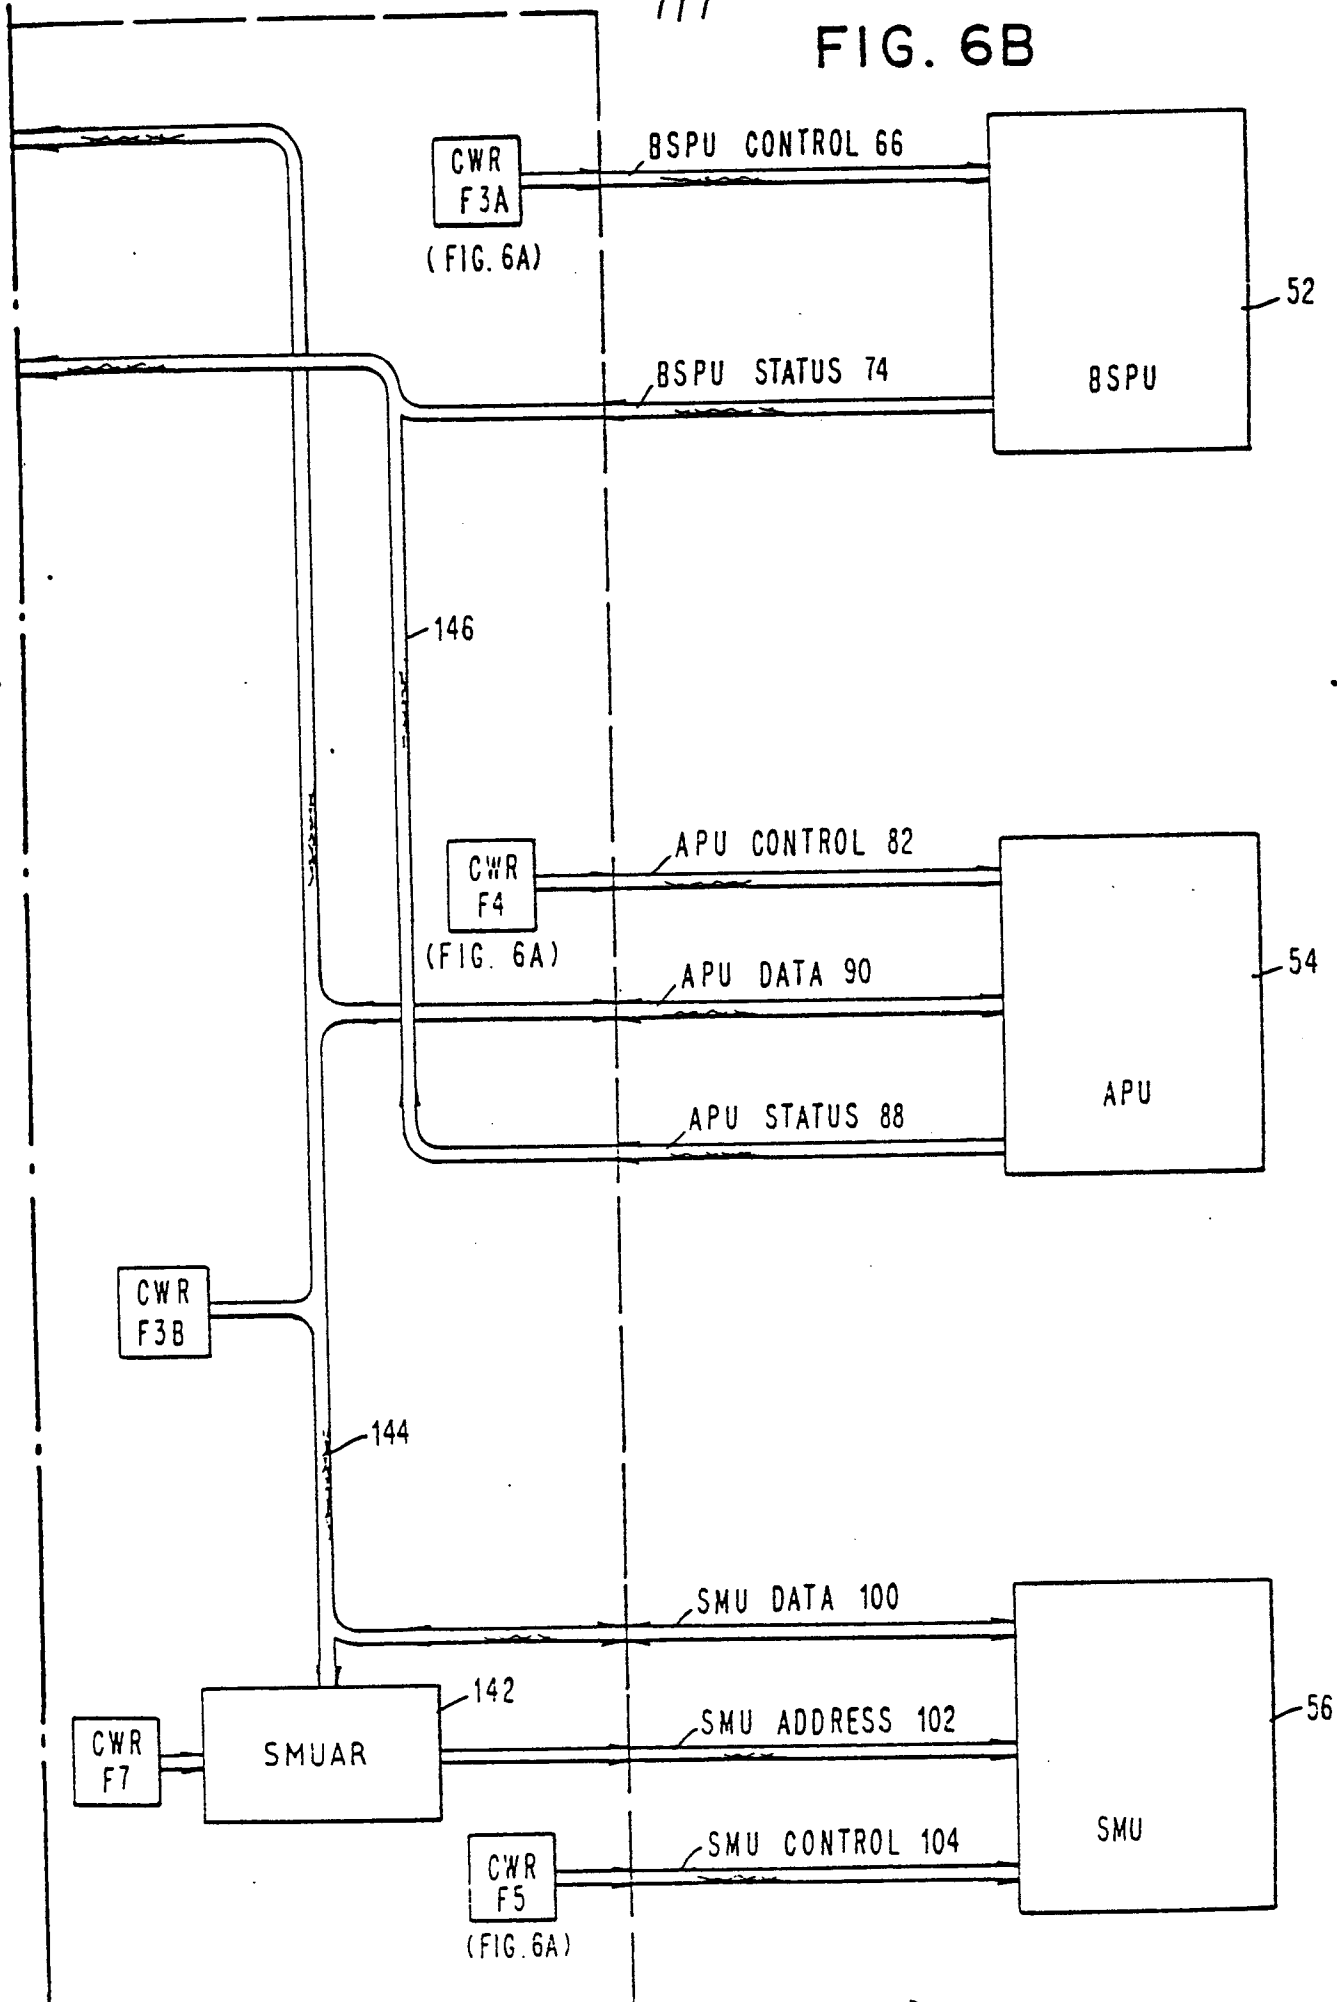 FIG. 6B
CWR
F3A
(FIG. 6A)
BSPU CONTROL 66
52
BSPU STATUS 74
BSPU
146
CWR
F4
(FIG. 6A)
APU CONTROL 82
54
APU DATA 90
APU
APU STATUS 88
CWR
F3B
144
SMU DATA 100
142
SMUAR
CWR
F7
SMU ADDRESS 102
56
SMU
SMU CONTROL 104
CWR
F5
(FIG. 6A)